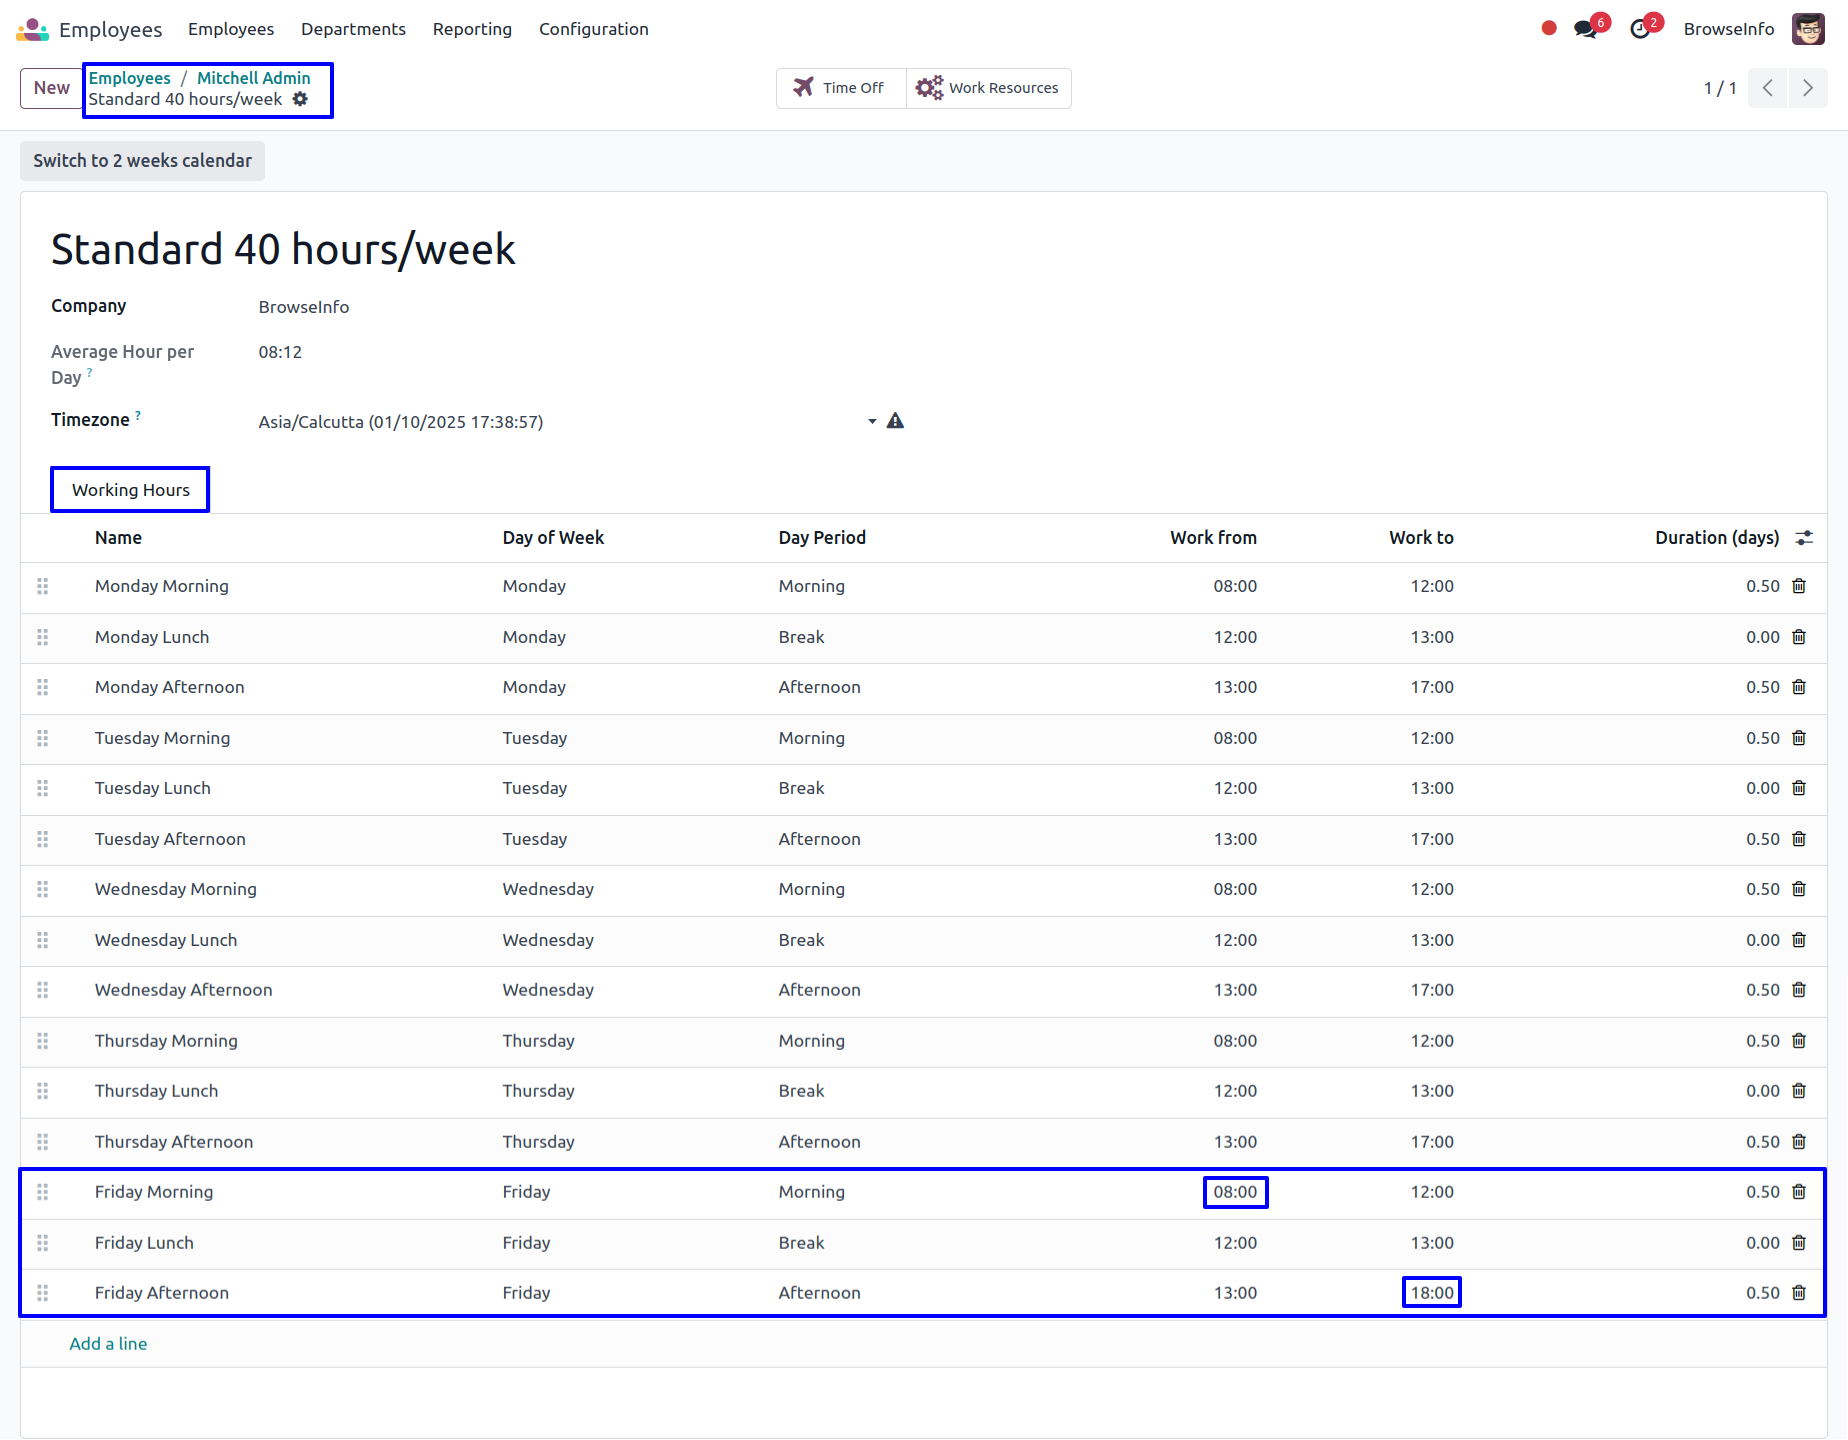 Employees Employees Departments Reporting Configuration 6 2 BrowseInfo
New Employees / Mitchell Admin Time Off Work Resources 1 / 1
Standard 40 hours/week
Switch to 2 weeks calendar
Standard 40 hours/week
Company BrowseInfo
Average Hour per Day ? 08:12
Timezone ? Asia/Calcutta (01/10/2025 17:38:57)
Working Hours
Name Day of Week Day Period Work from Work to Duration (days)
Monday Morning Monday Morning 08:00 12:00 0.50
Monday Lunch Monday Break 12:00 13:00 0.00
Monday Afternoon Monday Afternoon 13:00 17:00 0.50
Tuesday Morning Tuesday Morning 08:00 12:00 0.50
Tuesday Lunch Tuesday Break 12:00 13:00 0.00
Tuesday Afternoon Tuesday Afternoon 13:00 17:00 0.50
Wednesday Morning Wednesday Morning 08:00 12:00 0.50
Wednesday Lunch Wednesday Break 12:00 13:00 0.00
Wednesday Afternoon Wednesday Afternoon 13:00 17:00 0.50
Thursday Morning Thursday Morning 08:00 12:00 0.50
Thursday Lunch Thursday Break 12:00 13:00 0.00
Thursday Afternoon Thursday Afternoon 13:00 17:00 0.50
Friday Morning Friday Morning 08:00 12:00 0.50
Friday Lunch Friday Break 12:00 13:00 0.00
Friday Afternoon Friday Afternoon 13:00 18:00 0.50
Add a line